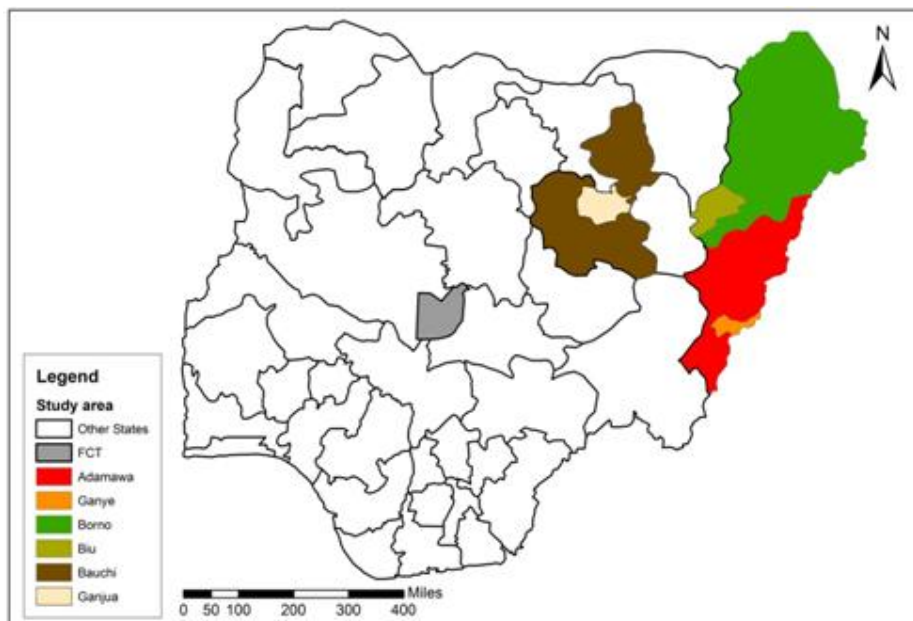 N
Legend
Study area
Other States
FCT
Adamawa
Ganye
Borno
Biu
Bauchi
Ganjua
Miles
0 50 100 200 300 400